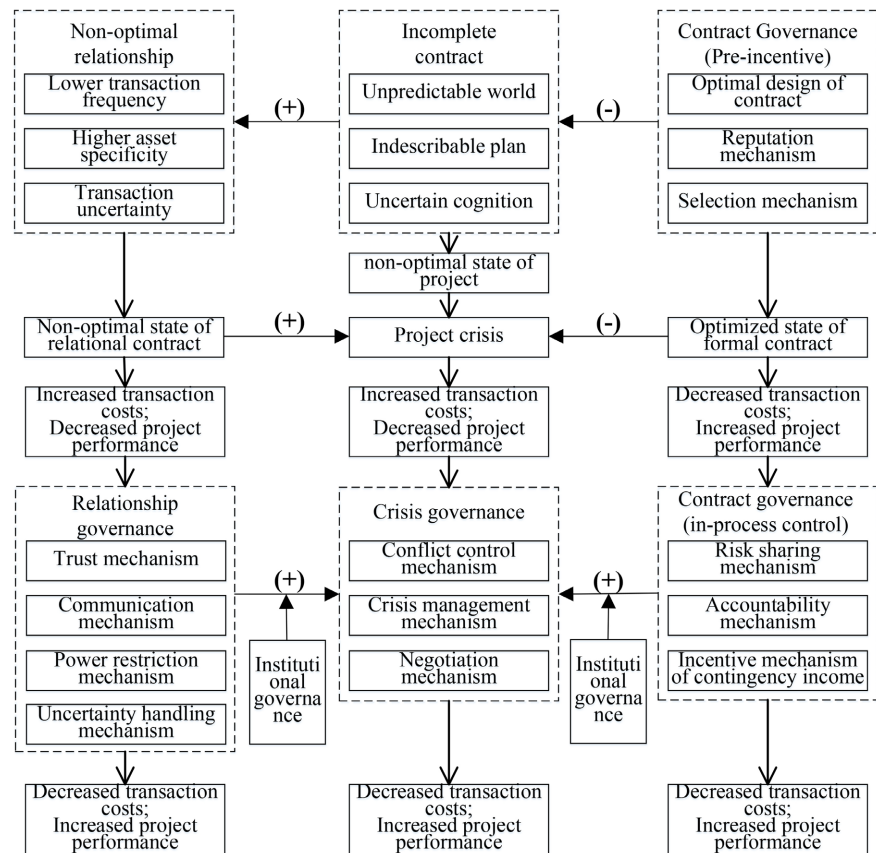 Non-optimal
relationship
Lower transaction
frequency
Higher asset
specificity
Transaction
uncertainty
(+)
Incomplete
contract
Unpredictable world
Indescribable plan
Uncertain cognition
(-)
Contract Governance
(Pre-incentive)
Optimal design of
contract
Reputation
mechanism
Selection mechanism
non-optimal state of
project
Non-optimal state of
relational contract
(+)
Project crisis
(-)
Optimized state of
formal contract
Increased transaction
costs;
Decreased project
performance
Increased transaction
costs;
Decreased project
performance
Decreased transaction
costs;
Increased project
performance
Relationship
governance
Trust mechanism
Communication
mechanism
Power restriction
mechanism
Uncertainty handling
mechanism
(+)
Instituti
onal
governa
nce
Crisis governance
Conflict control
mechanism
Crisis management
mechanism
Negotiation
mechanism
(+)
Instituti
onal
governa
nce
Contract governance
(in-process control)
Risk sharing
mechanism
Accountability
mechanism
Incentive mechanism
of contingency income
Decreased transaction
costs;
Increased project
performance
Decreased transaction
costs;
Increased project
performance
Decreased transaction
costs;
Increased project
performance